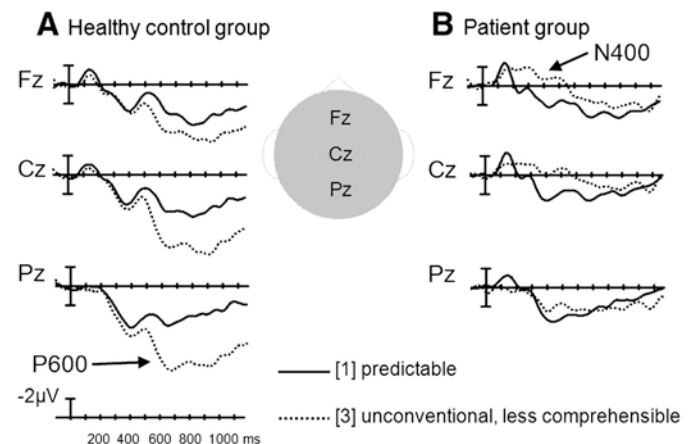 A Healthy control group
B Patient group
N400
Fz
Fz
Fz
Cz
Cz
Cz
Pz
Pz
Pz
P600
[1] predictable
-2μV
[3] unconventional, less comprehensible
200 400 600 800 1000 ms